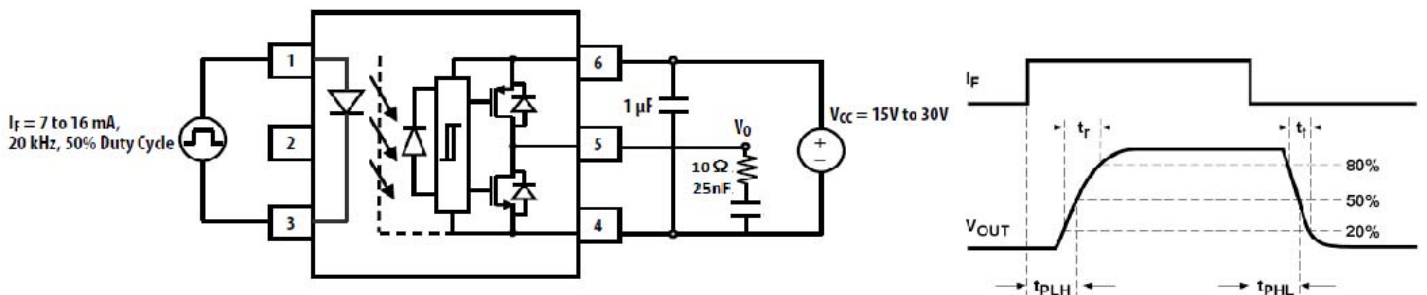 I_F = 7 to 16 mA,
20 kHz, 50% Duty Cycle
1
2
3
6
5
4
1 μF
V_O
10 Ω
25nF.
V_CC = 15V to 30V
+
−
I_F
t_r
t_f
80%
50%
20%
V_OUT
t_PLH
t_PHL